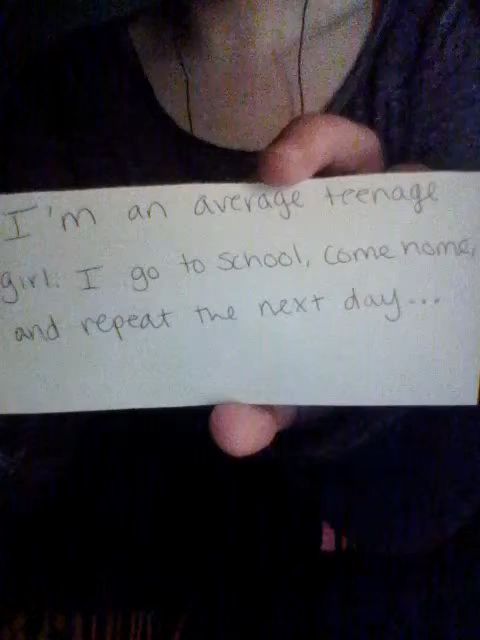 I'm an average teenage
girl. I go to school, come home,
and repeat the next day...